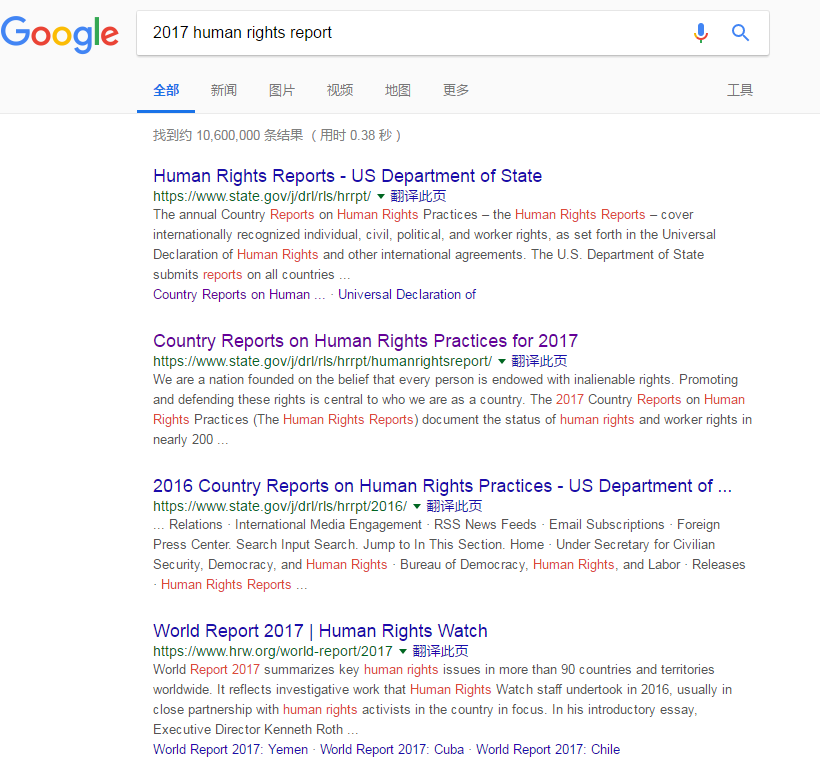 Google
2017 human rights report
全部 新闻 图片 视频 地图 更多 工具
找到约 10,600,000 条结果 （用时 0.38 秒）
Human Rights Reports - US Department of State
https://www.state.gov/j/drl/rls/hrrpt/ 翻译此页
The annual Country Reports on Human Rights Practices – the Human Rights Reports – cover
internationally recognized individual, civil, political, and worker rights, as set forth in the Universal
Declaration of Human Rights and other international agreements. The U.S. Department of State
submits reports on all countries ...
Country Reports on Human ... · Universal Declaration of
Country Reports on Human Rights Practices for 2017
https://www.state.gov/j/drl/rls/hrrpt/humanrightsreport/ 翻译此页
We are a nation founded on the belief that every person is endowed with inalienable rights. Promoting
and defending these rights is central to who we are as a country. The 2017 Country Reports on Human
Rights Practices (The Human Rights Reports) document the status of human rights and worker rights in
nearly 200 ...
2016 Country Reports on Human Rights Practices - US Department of ...
https://www.state.gov/j/drl/rls/hrrpt/2016/ 翻译此页
... Relations · International Media Engagement · RSS News Feeds · Email Subscriptions · Foreign
Press Center. Search Input Search. Jump to In This Section. Home · Under Secretary for Civilian
Security, Democracy, and Human Rights · Bureau of Democracy, Human Rights, and Labor · Releases
· Human Rights Reports ...
World Report 2017 | Human Rights Watch
https://www.hrw.org/world-report/2017 翻译此页
World Report 2017 summarizes key human rights issues in more than 90 countries and territories
worldwide. It reflects investigative work that Human Rights Watch staff undertook in 2016, usually in
close partnership with human rights activists in the country in focus. In his introductory essay,
Executive Director Kenneth Roth ...
World Report 2017: Yemen · World Report 2017: Cuba · World Report 2017: Chile